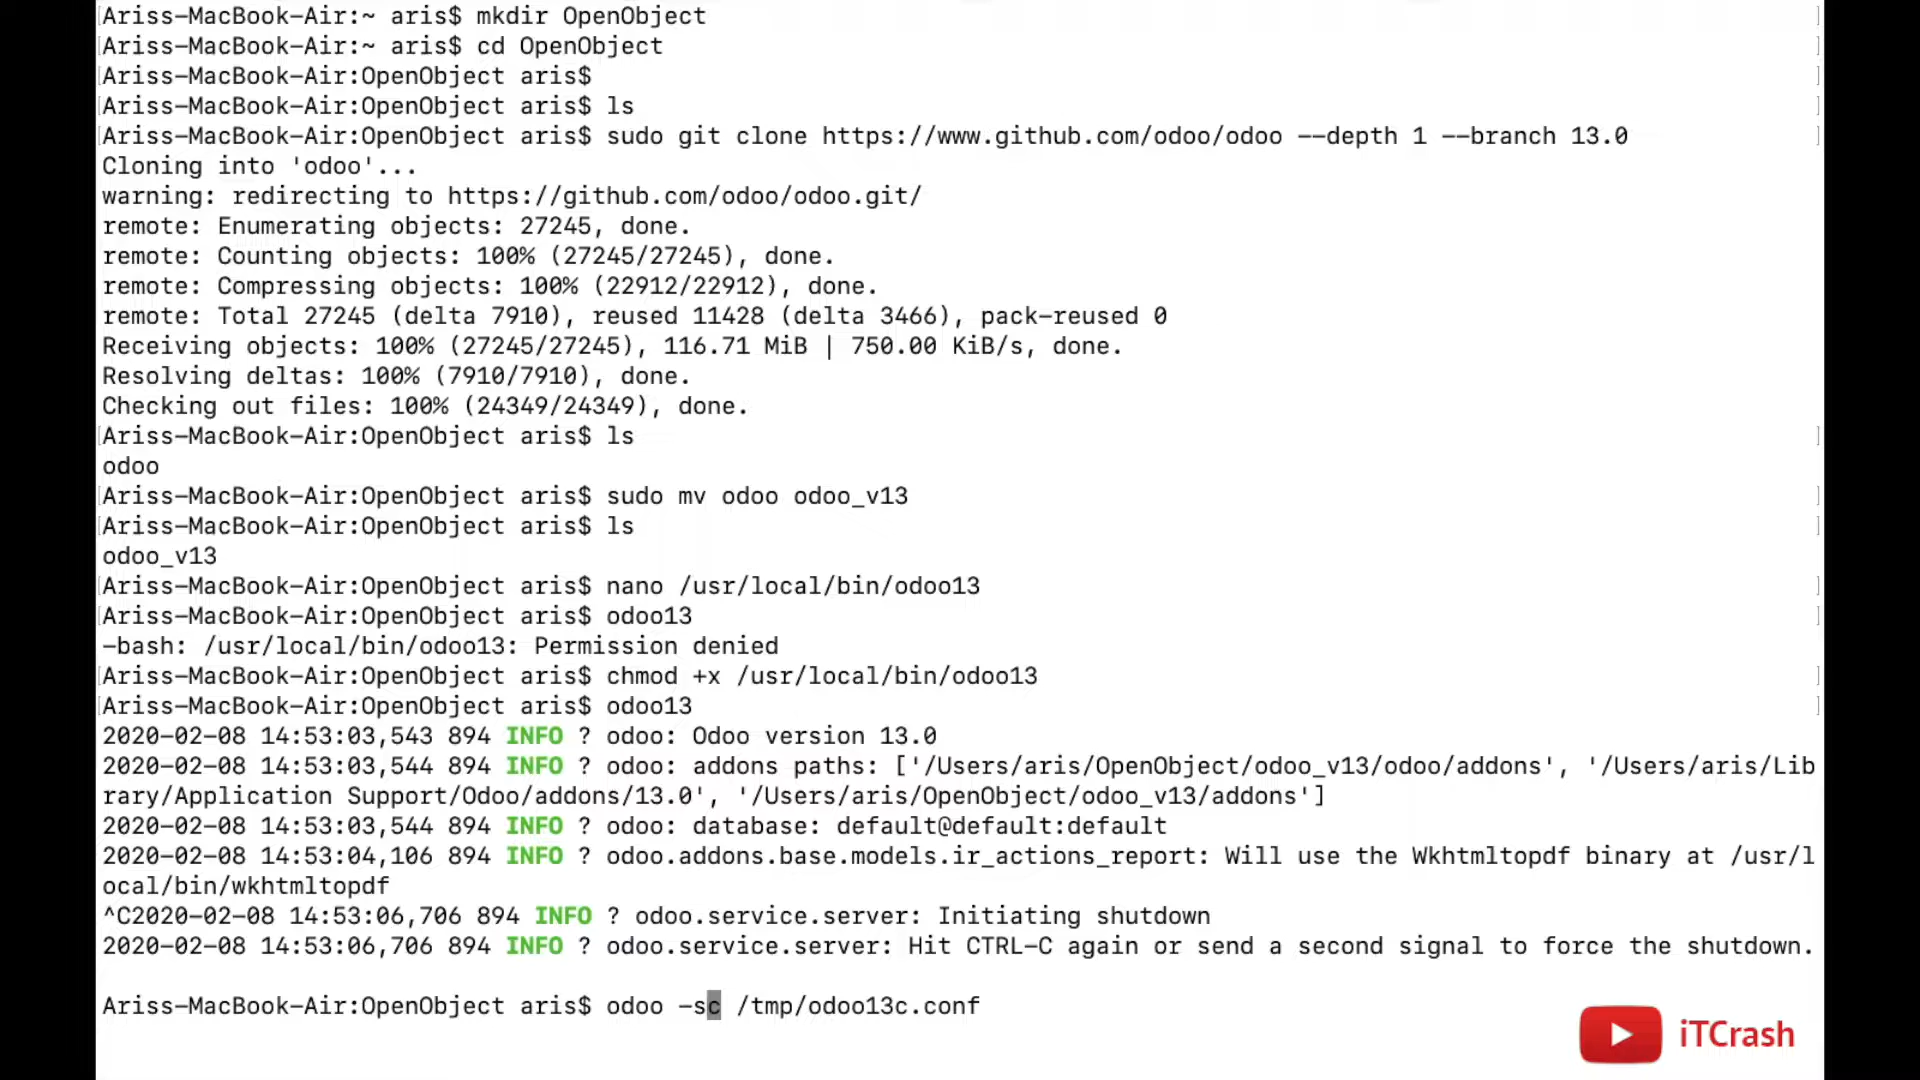 Ariss-MacBook-Air:~ aris$ mkdir OpenObject
Ariss-MacBook-Air:~ aris$ cd OpenObject
Ariss-MacBook-Air:OpenObject aris$
Ariss-MacBook-Air:OpenObject aris$ ls
Ariss-MacBook-Air:OpenObject aris$ sudo git clone https://www.github.com/odoo/odoo --depth 1 --branch 13.0
Cloning into 'odoo'...
warning: redirecting to https://github.com/odoo/odoo.git/
remote: Enumerating objects: 27245, done.
remote: Counting objects: 100% (27245/27245), done.
remote: Compressing objects: 100% (22912/22912), done.
remote: Total 27245 (delta 7910), reused 11428 (delta 3466), pack-reused 0
Receiving objects: 100% (27245/27245), 116.71 MiB | 750.00 KiB/s, done.
Resolving deltas: 100% (7910/7910), done.
Checking out files: 100% (24349/24349), done.
Ariss-MacBook-Air:OpenObject aris$ ls
odoo
Ariss-MacBook-Air:OpenObject aris$ sudo mv odoo odoo_v13
Ariss-MacBook-Air:OpenObject aris$ ls
odoo_v13
Ariss-MacBook-Air:OpenObject aris$ nano /usr/local/bin/odoo13
Ariss-MacBook-Air:OpenObject aris$ odoo13
-bash: /usr/local/bin/odoo13: Permission denied
Ariss-MacBook-Air:OpenObject aris$ chmod +x /usr/local/bin/odoo13
Ariss-MacBook-Air:OpenObject aris$ odoo13
2020-02-08 14:53:03,543 894 INFO ? odoo: Odoo version 13.0
2020-02-08 14:53:03,544 894 INFO ? odoo: addons paths: ['/Users/aris/OpenObject/odoo_v13/odoo/addons', '/Users/aris/Lib
rary/Application Support/Odoo/addons/13.0', '/Users/aris/OpenObject/odoo_v13/addons']
2020-02-08 14:53:03,544 894 INFO ? odoo: database: default@default:default
2020-02-08 14:53:04,106 894 INFO ? odoo.addons.base.models.ir_actions_report: Will use the Wkhtmltopdf binary at /usr/l
ocal/bin/wkhtmltopdf
^C2020-02-08 14:53:06,706 894 INFO ? odoo.service.server: Initiating shutdown
2020-02-08 14:53:06,706 894 INFO ? odoo.service.server: Hit CTRL-C again or send a second signal to force the shutdown.
Ariss-MacBook-Air:OpenObject aris$ odoo -sc /tmp/odoo13c.conf
iTCrash